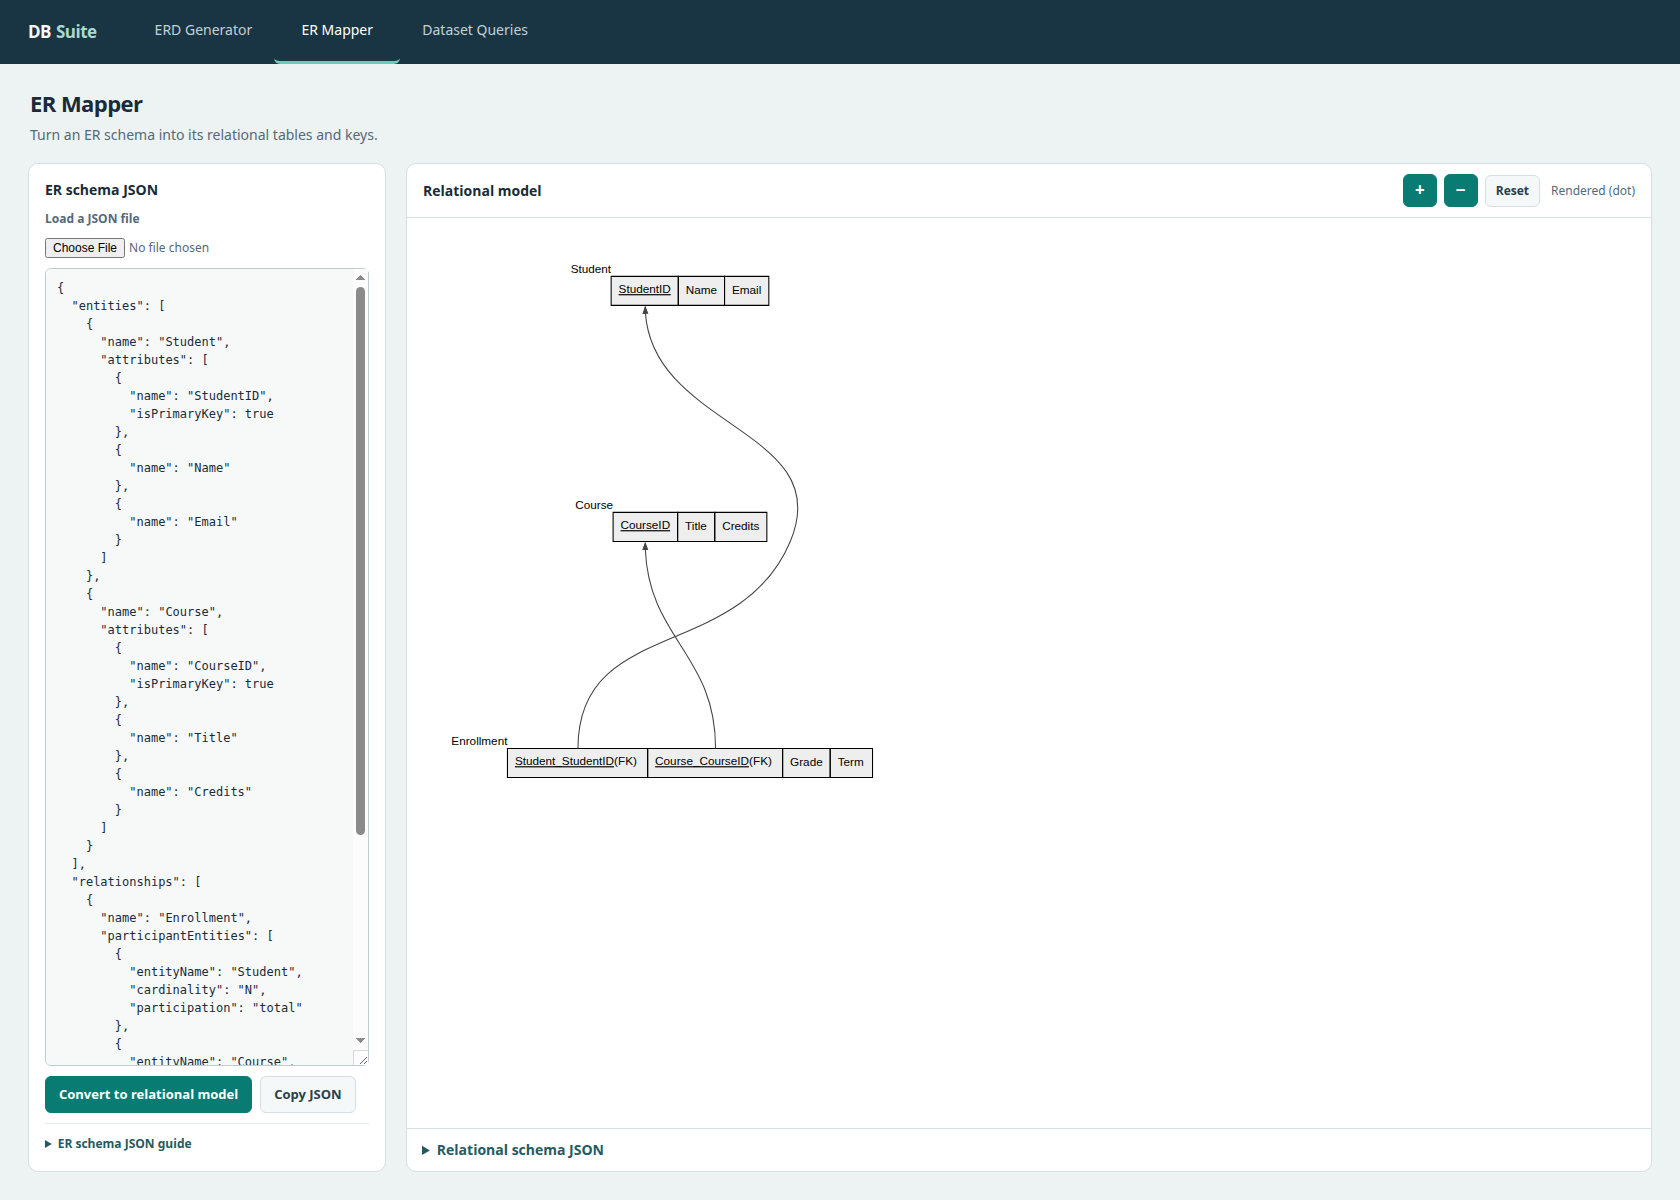 DB Suite
ERD Generator
ER Mapper
Dataset Queries
ER Mapper
Turn an ER schema into its relational tables and keys.
ER schema JSON
Load a JSON file
Choose File No file chosen
{
  "entities": [
    {
      "name": "Student",
      "attributes": [
        {
          "name": "StudentID",
          "isPrimaryKey": true
        },
        {
          "name": "Name"
        },
        {
          "name": "Email"
        }
      ]
    },
    {
      "name": "Course",
      "attributes": [
        {
          "name": "CourseID",
          "isPrimaryKey": true
        },
        {
          "name": "Title"
        },
        {
          "name": "Credits"
        }
      ]
    }
  ],
  "relationships": [
    {
      "name": "Enrollment",
      "participantEntities": [
        {
          "entityName": "Student",
          "cardinality": "N",
          "participation": "total"
        },
        {
          "entityName": "Course",
Convert to relational model
Copy JSON
ER schema JSON guide
Relational model
+
−
Reset
Rendered (dot)
Student
StudentID Name Email
Course
CourseID Title Credits
Enrollment
Student_StudentID(FK) Course_CourseID(FK) Grade Term
Relational schema JSON